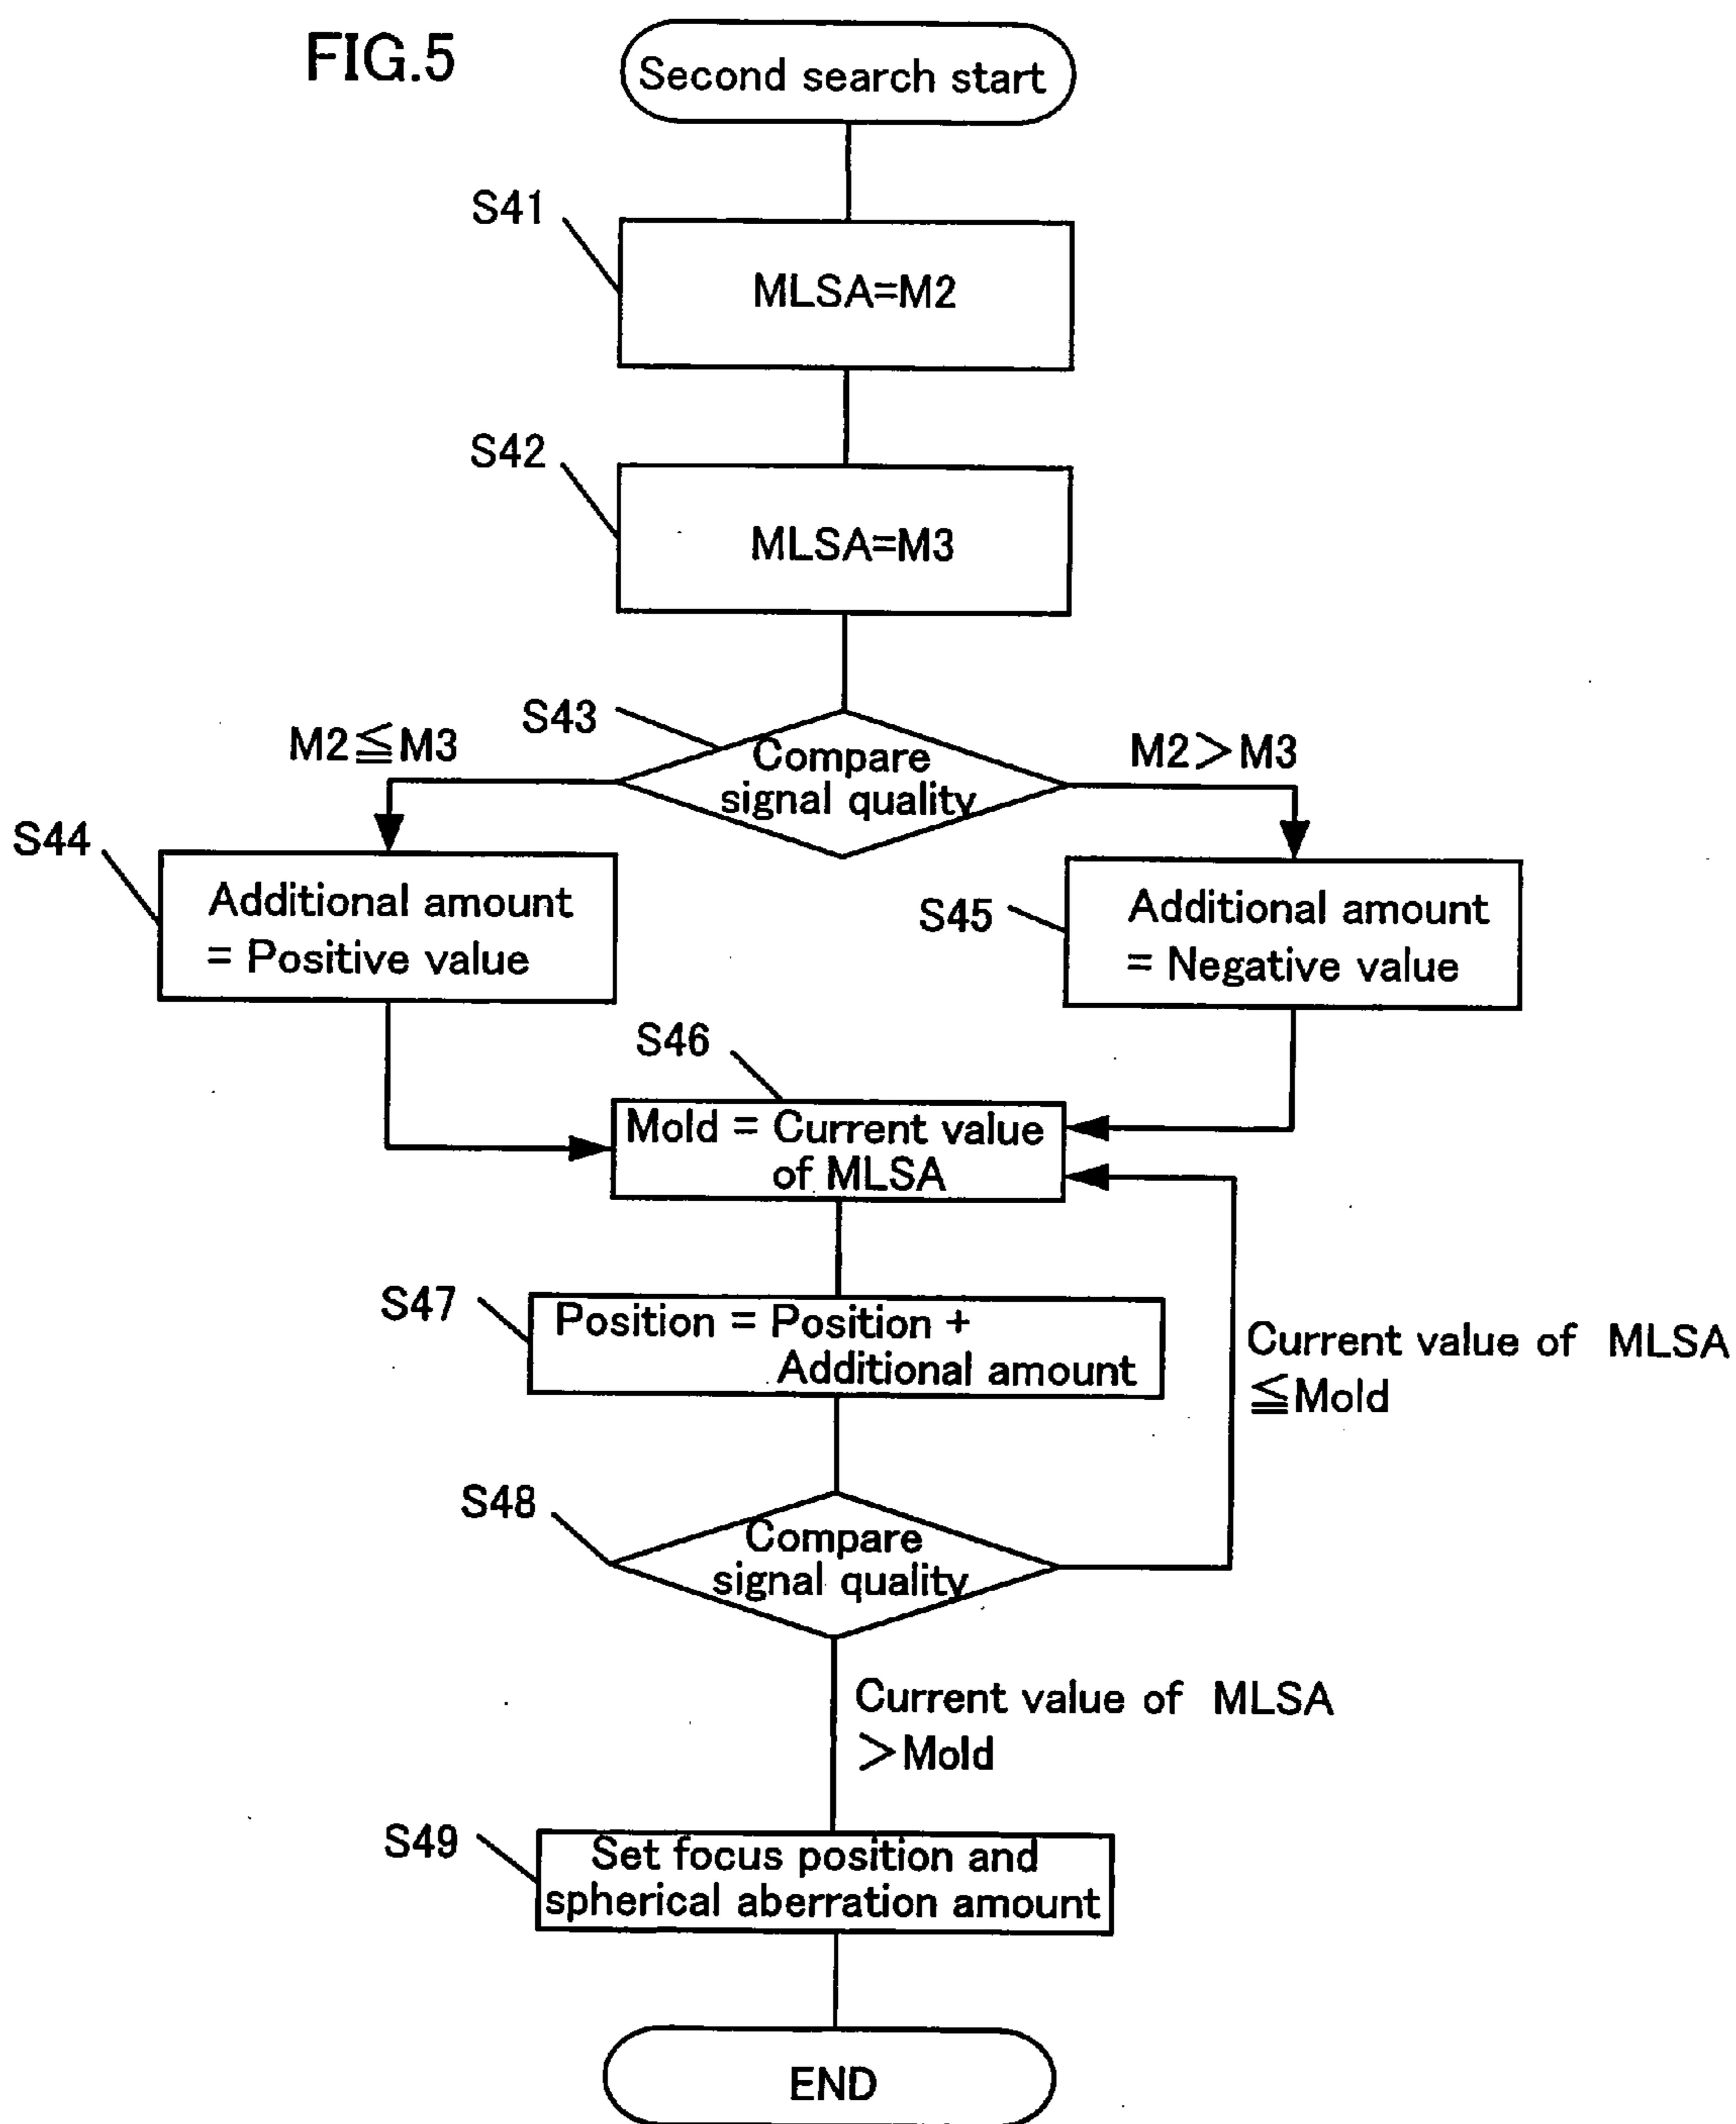 FIG.5
Second search start
S41
MLSA=M2
S42
MLSA=M3
S43
Compare
signal quality
M2≦M3
M2>M3
S44
Additional amount
= Positive value
S45
Additional amount
= Negative value
S46
Mold = Current value
of MLSA
S47
Position = Position +
Additional amount
Current value of MLSA
≦Mold
S48
Compare
signal quality
Current value of MLSA
>Mold
S49
Set focus position and
spherical aberration amount
END